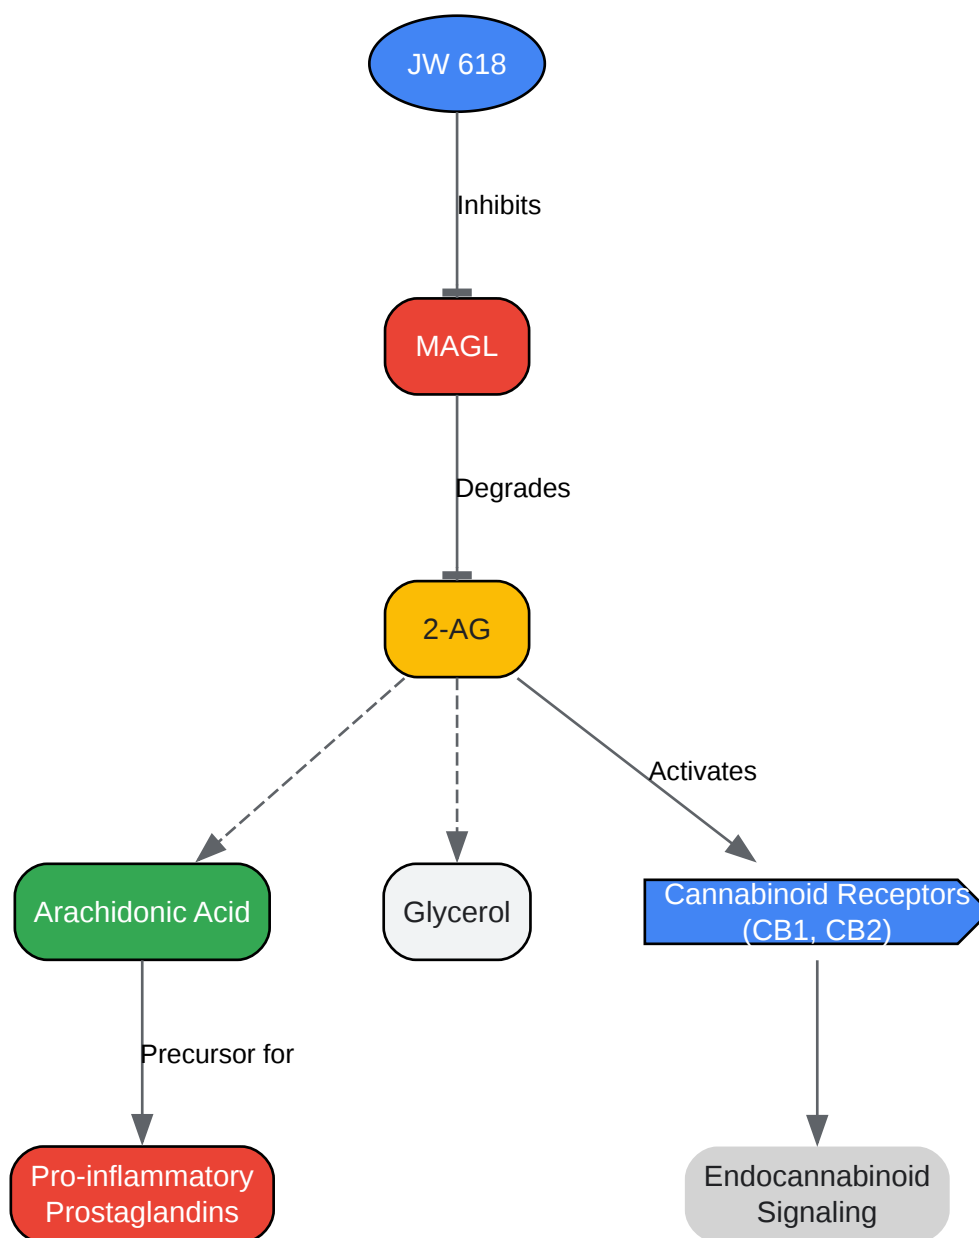 JW 618
Inhibits
MAGL
Degrades
2-AG
Activates
Arachidonic Acid
Glycerol
Cannabinoid Receptors
(CB1, CB2)
Precursor for
Pro-inflammatory
Prostaglandins
Endocannabinoid
Signaling